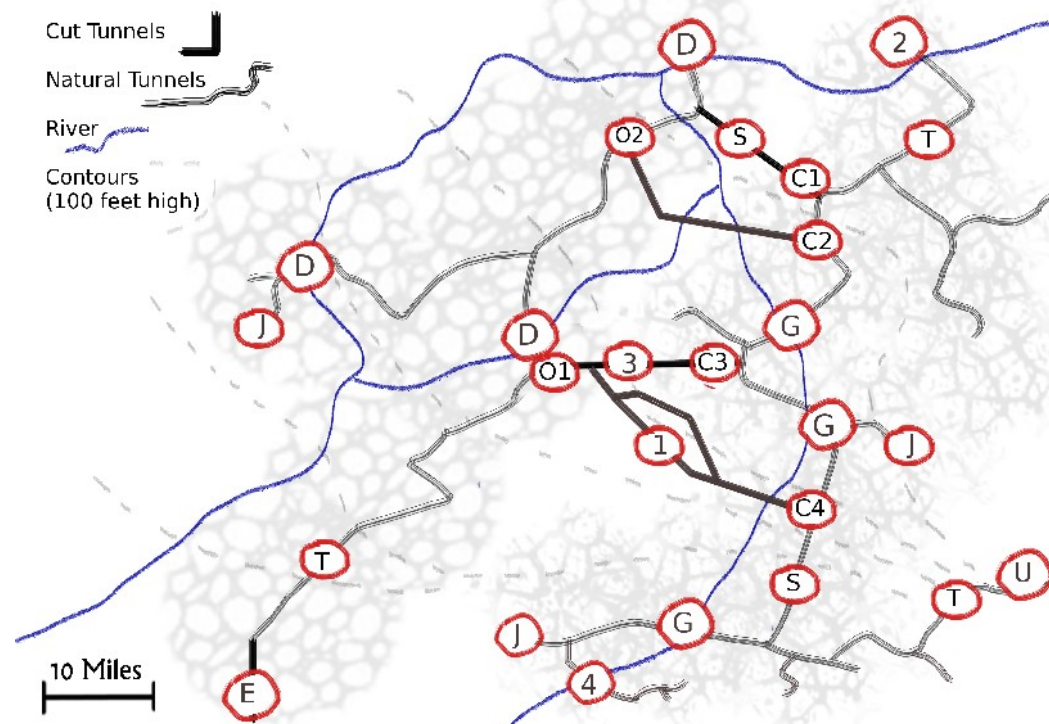 Cut Tunnels
Natural Tunnels
River
Contours
(100 feet high)
D
2
O2
S
T
C1
C2
D
J
D
G
O1
3
C3
G
J
1
C4
T
S
T
U
J
G
4
E
10 Miles